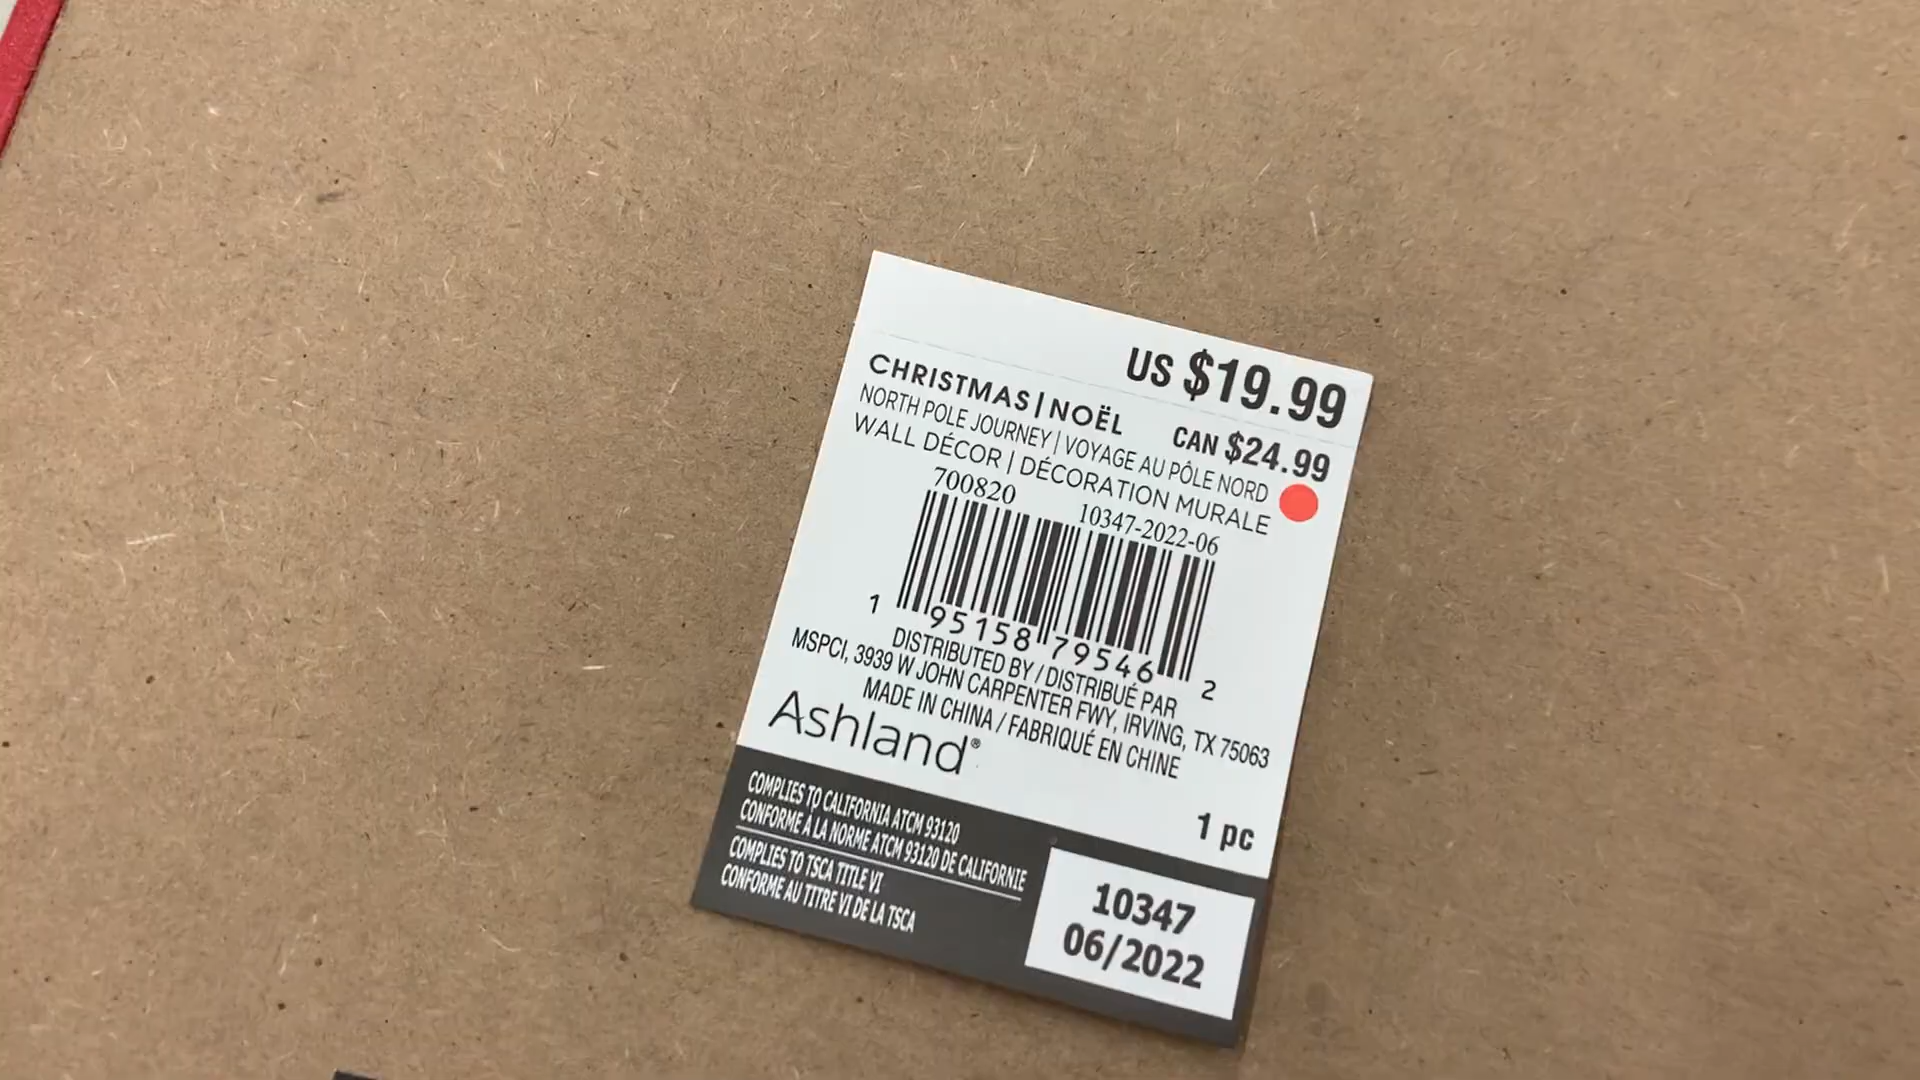 US $19.99
CHRISTMAS | NOËL
CAN $24.99
NORTH POLE JOURNEY | VOYAGE AU PÔLE NORD
WALL DÉCOR | DÉCORATION MURALE
700820
10347-2022-06
1 95158 79546 2
DISTRIBUTED BY / DISTRIBUÉ PAR
MSPCI, 3939 W JOHN CARPENTER FWY, IRVING, TX 75063
MADE IN CHINA / FABRIQUÉ EN CHINE
Ashland®
1 pc
COMPLIES TO CALIFORNIA ATCM 93120
CONFORME À LA NORME ATCM 93120 DE CALIFORNIE
COMPLIES TO TSCA TITLE VI
CONFORME AU TITRE VI DE LA TSCA
10347
06/2022